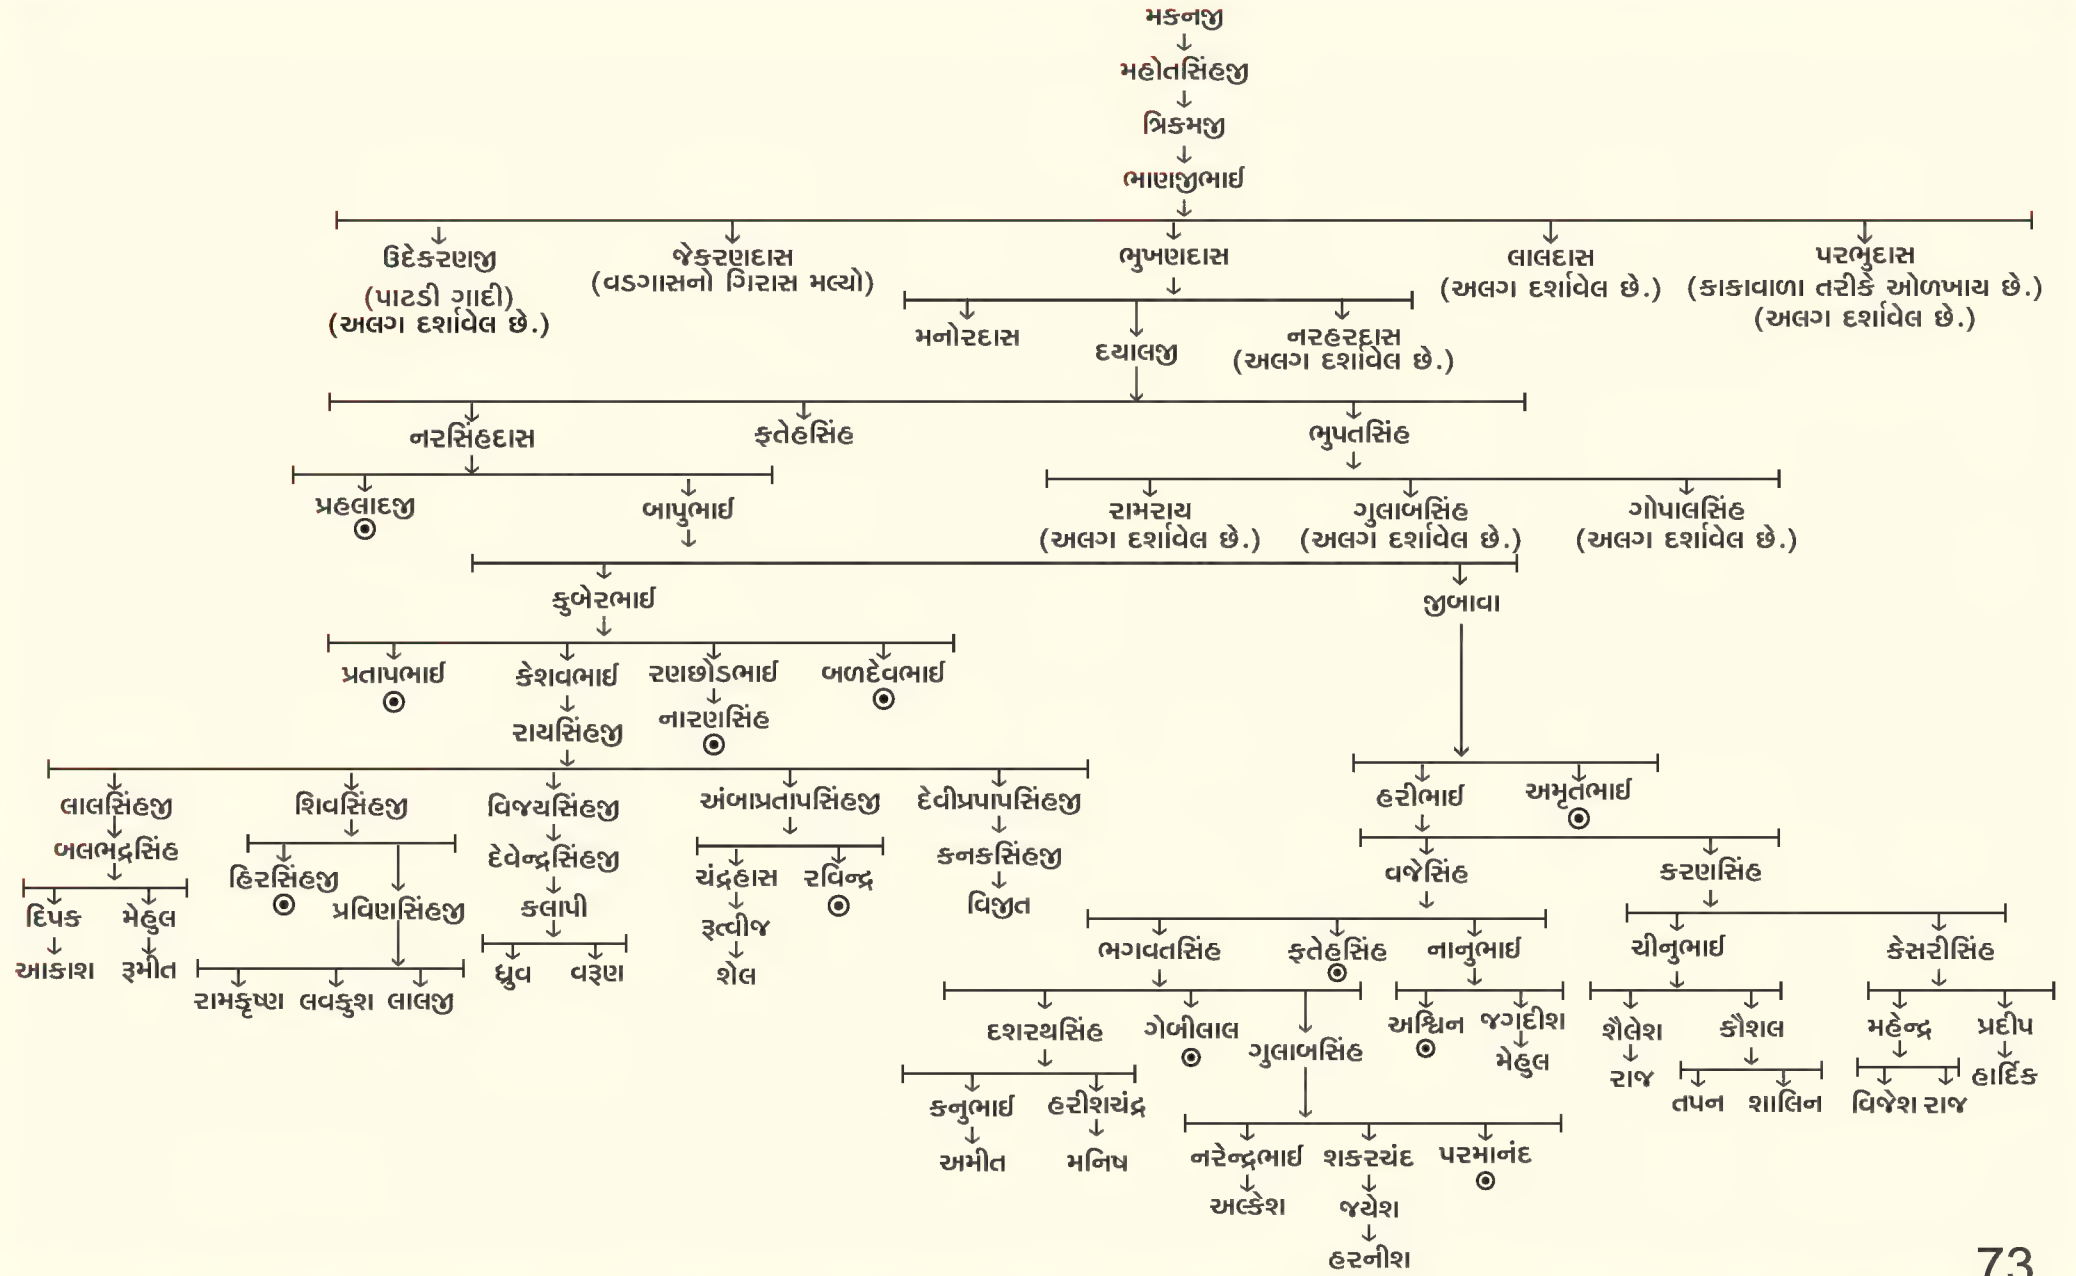 મકનજી
મહોતસિંહજી
ત્રિકમજી
ભાણજીભાઈ
ઉદેકરણજી જેકરણદાસ ભુખણદાસ લાલદાસ પરભુદાસ
(પાટડી ગાદી) (વડગાસનો ગિરાસ મલ્યો) (અલગ દર્શાવેલ છે.) (કાકાવાળા તરીકે ઓળખાય છે.)
(અલગ દર્શાવેલ છે.) (અલગ દર્શાવેલ છે.)
મનોરદાસ દયાલજી નરહરદાસ
(અલગ દર્શાવેલ છે.)
નરસિંહદાસ ફતેહસિંહ ભુપતસિંહ
પ્રહલાદજી બાપુભાઈ રામરાય ગુલાબસિંહ ગોપાલસિંહ
(અલગ દર્શાવેલ છે.) (અલગ દર્શાવેલ છે.) (અલગ દર્શાવેલ છે.)
કુબેરભાઈ જીબાવા
પ્રતાપભાઈ કેશવભાઈ રણછોડભાઈ બળદેવભાઈ
રાયસિંહજી નારણસિંહ
લાલસિંહજી શિવસિંહજી વિજયસિંહજી અંબાપ્રતાપસિંહજી દેવીપ્રપાપસિંહજી હરીભાઈ અમૃતભાઈ
બલભદ્રસિંહ હિરસિંહજી દેવેન્દ્રસિંહજી ચંદ્રહાસ રવિન્દ્ર કનકસિંહજી વજેસિંહ કરણસિંહ
દિપક મેહુલ પ્રવિણસિંહજી કલાપી રૂત્વીજ વિજીત
આકાશ રૂમીત રામકૃષ્ણ લવકુશ લાલજી ધ્રુવ વરૂણ શેલ ભગવતસિંહ ફતેહસિંહ નાનુભાઈ ચીનુભાઈ કેસરીસિંહ
દશરથસિંહ ગેબીલાલ ગુલાબસિંહ અશ્વિન જગદીશ શૈલેશ કૌશલ મહેન્દ્ર પ્રદીપ
મેહુલ રાજ તપન શાલિન વિજેશ રાજ હાર્દિક
કનુભાઈ હરીશચંદ્ર
અમીત મનિષ નરેન્દ્રભાઈ શકરચંદ પરમાનંદ
અલ્કેશ જયેશ
હરનીશ
73